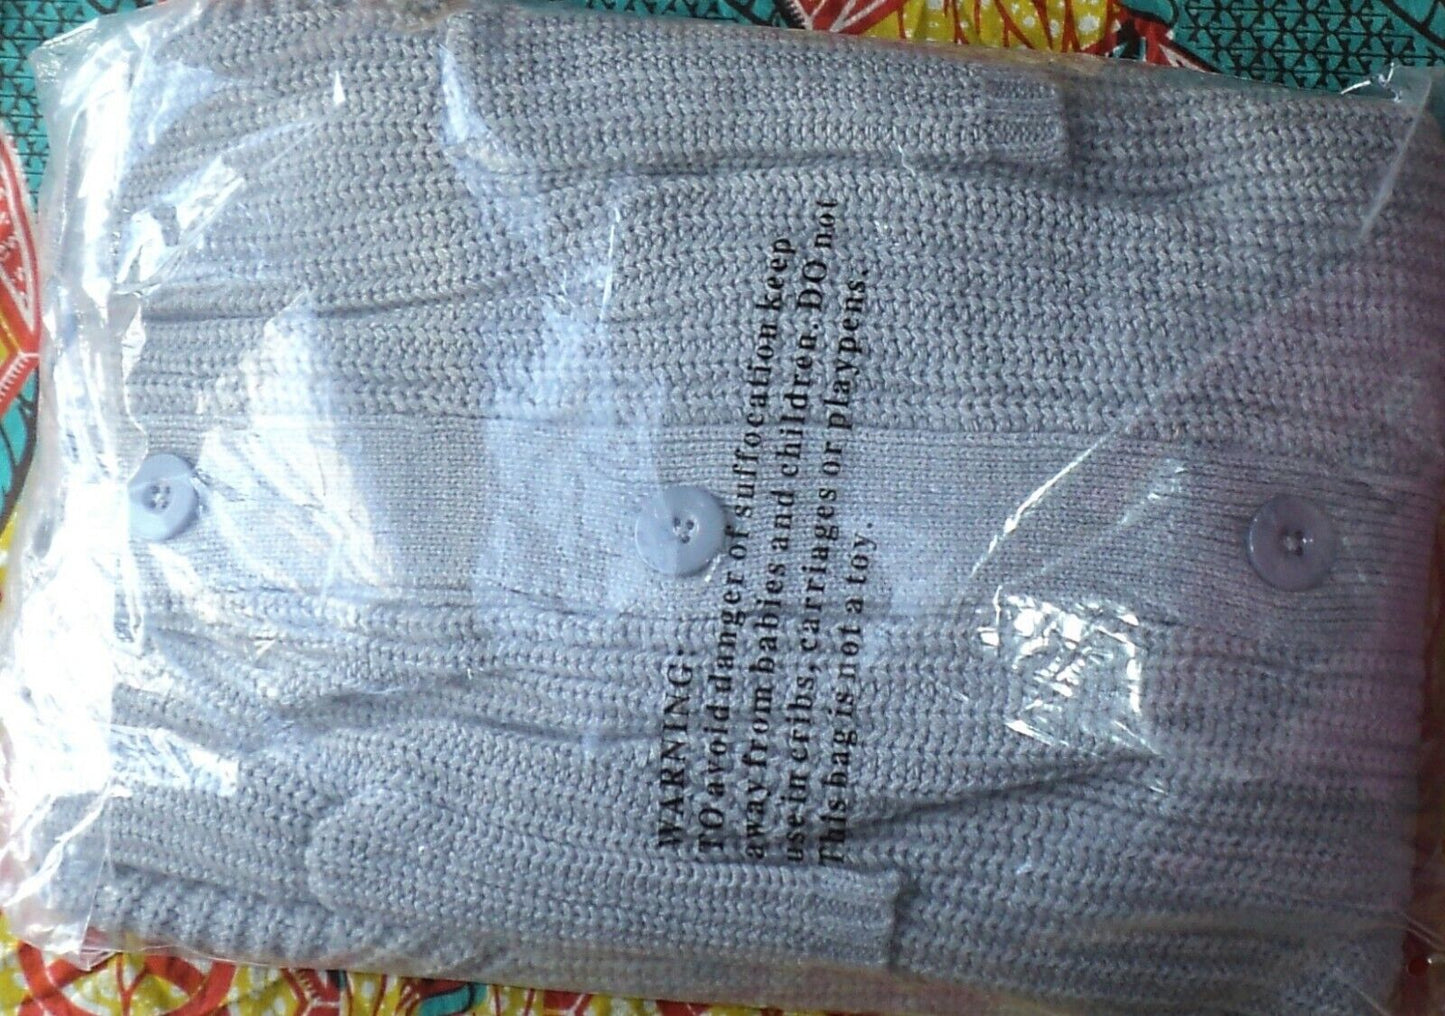 WARNING:
TO avoid danger of suffocation keep
away from babies and children. DO not
use in cribs, carriages or playpens.
This bag is not a toy.